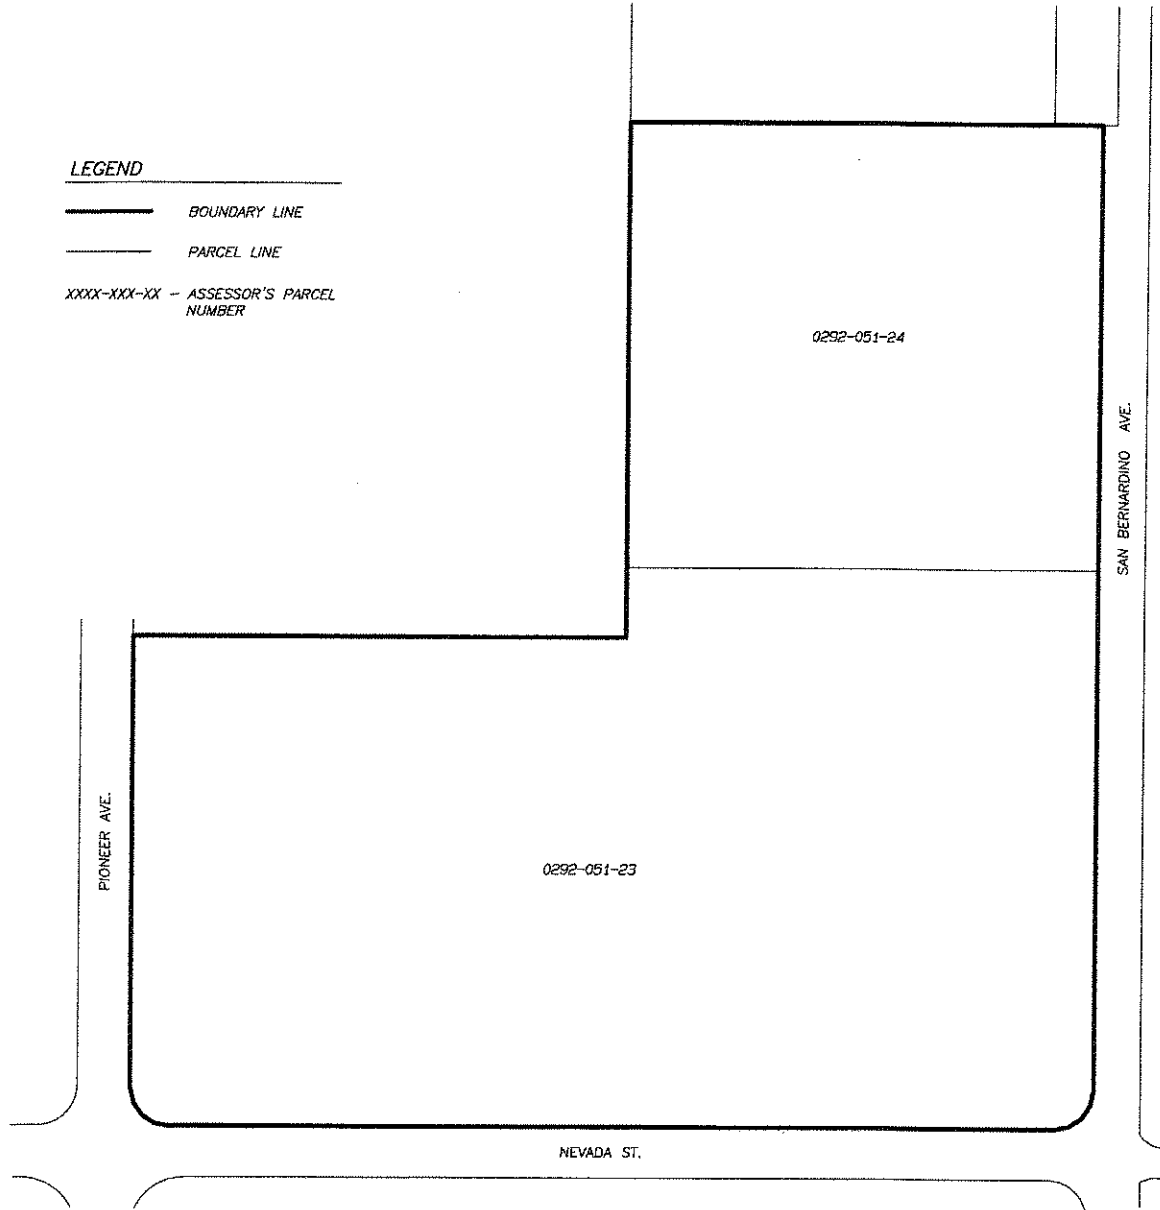 LEGEND
BOUNDARY LINE
PARCEL LINE
XXXX-XXX-XX - ASSESSOR'S PARCEL
NUMBER
0292-051-24
SAN BERNARDINO AVE.
PIONEER AVE.
0292-051-23
NEVADA ST.